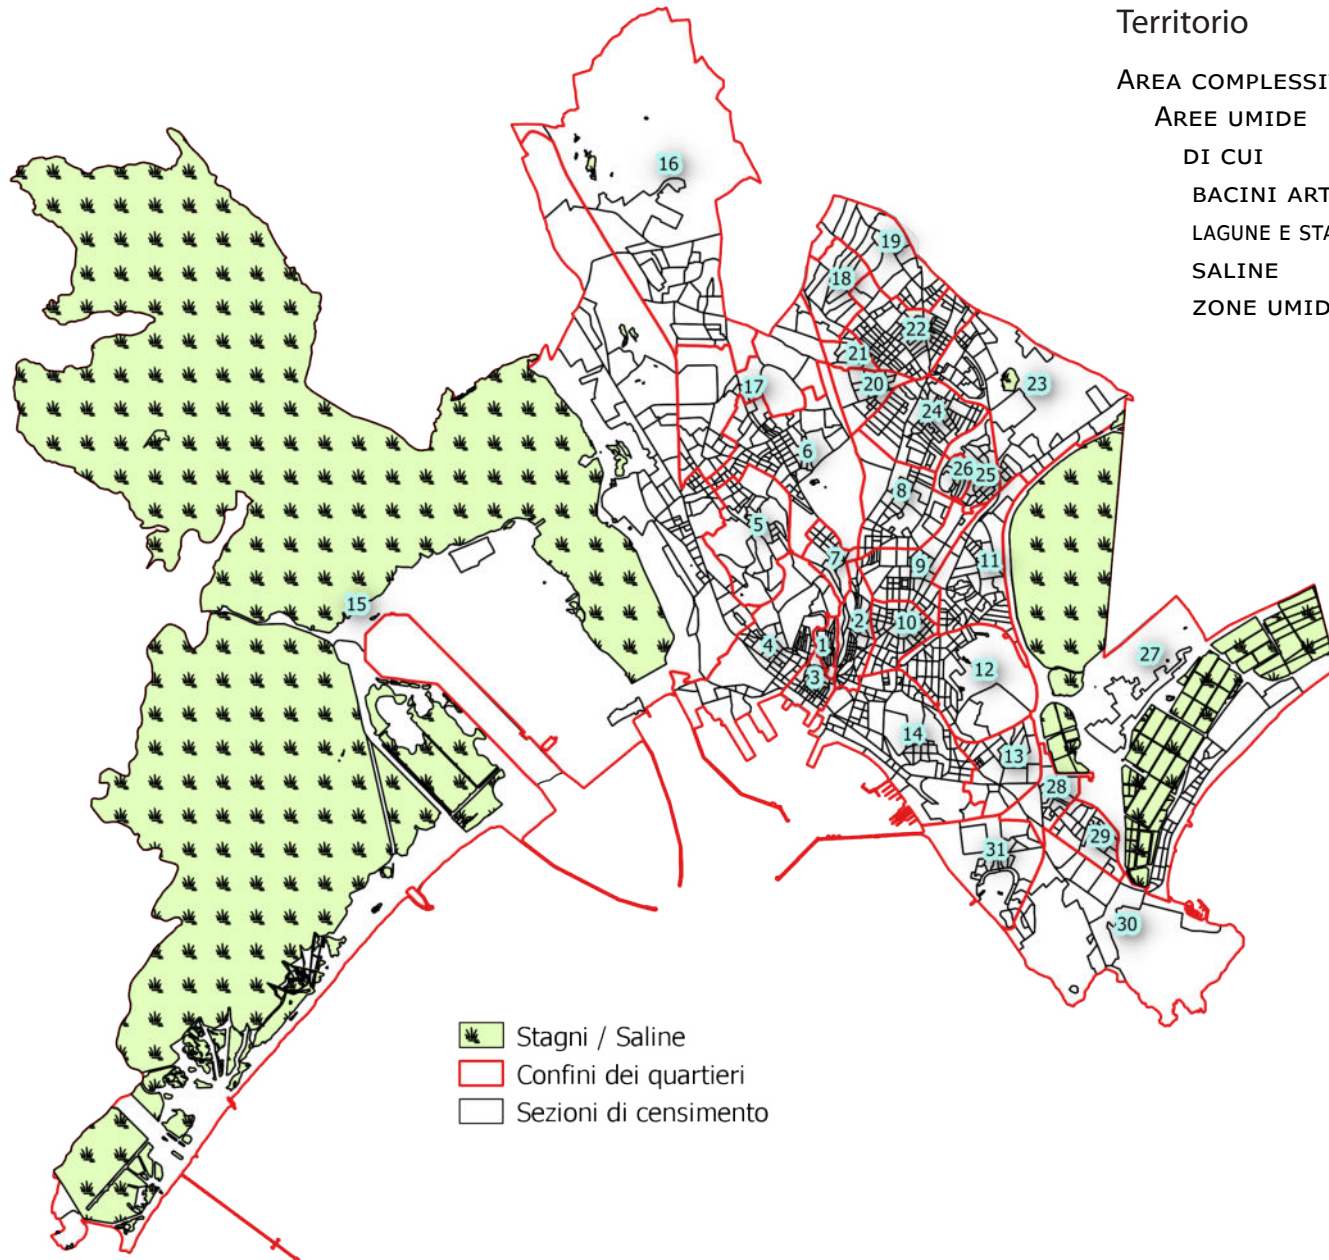 Territorio
AREA COMPLESSI
AREE UMIDE
DI CUI
BACINI ART
LAGUNE E STA
SALINE
ZONE UMID
16
19
18
22
21
20
23
17
24
6
26
25
8
5
7
9
11
15
2
10
4
1
3
12
27
14
13
28
29
31
30
Stagni / Saline
Confini dei quartieri
Sezioni di censimento